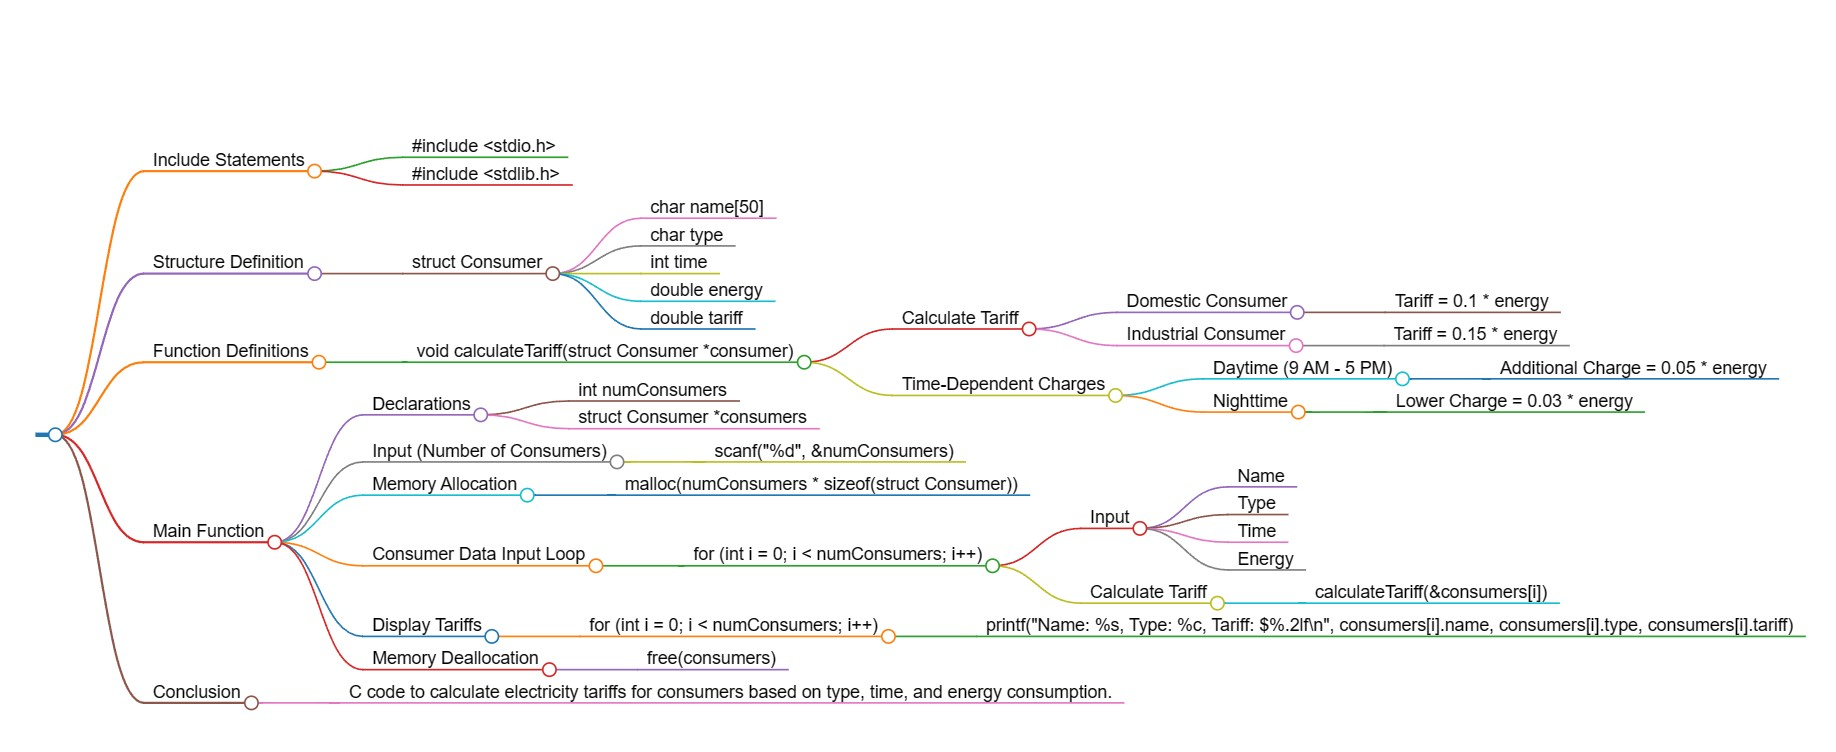 Include Statements
#include <stdio.h>
#include <stdlib.h>
Structure Definition
struct Consumer
char name[50]
char type
int time
double energy
double tariff
Function Definitions
void calculateTariff(struct Consumer *consumer)
Calculate Tariff
Domestic Consumer
Tariff = 0.1 * energy
Industrial Consumer
Tariff = 0.15 * energy
Time-Dependent Charges
Daytime (9 AM - 5 PM)
Additional Charge = 0.05 * energy
Nighttime
Lower Charge = 0.03 * energy
Main Function
Declarations
int numConsumers
struct Consumer *consumers
Input (Number of Consumers)
scanf("%d", &numConsumers)
Memory Allocation
malloc(numConsumers * sizeof(struct Consumer))
Consumer Data Input Loop
for (int i = 0; i < numConsumers; i++)
Input
Name
Type
Time
Energy
Calculate Tariff
calculateTariff(&consumers[i])
Display Tariffs
for (int i = 0; i < numConsumers; i++)
printf("Name: %s, Type: %c, Tariff: $%.2lf\n", consumers[i].name, consumers[i].type, consumers[i].tariff)
Memory Deallocation
free(consumers)
Conclusion
C code to calculate electricity tariffs for consumers based on type, time, and energy consumption.